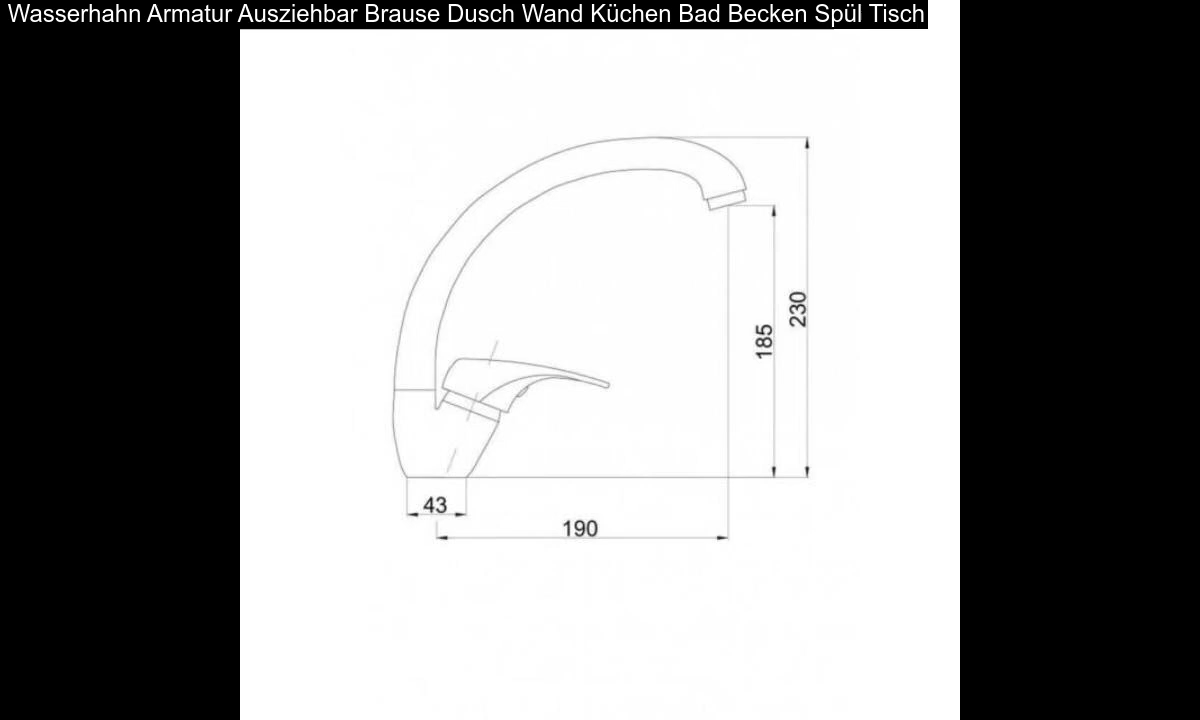 Wasserhahn Armatur Ausziehbar Brause Dusch Wand Küchen Bad Becken Spül Tisch
230
185
43
190